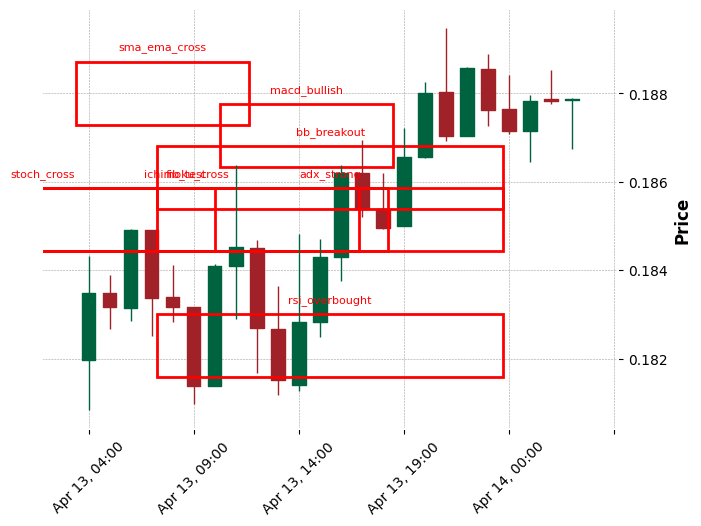 sma_ema_cross
macd_bullish
0.188
bb_breakout
stoch_cross
adx_strong
0.186
Price
0.184
rsi_overbought
0.182
Apr 13, 04:00
Apr 13, 09:00
Apr 13, 14:00
Apr 13, 19:00
Apr 14, 00:00